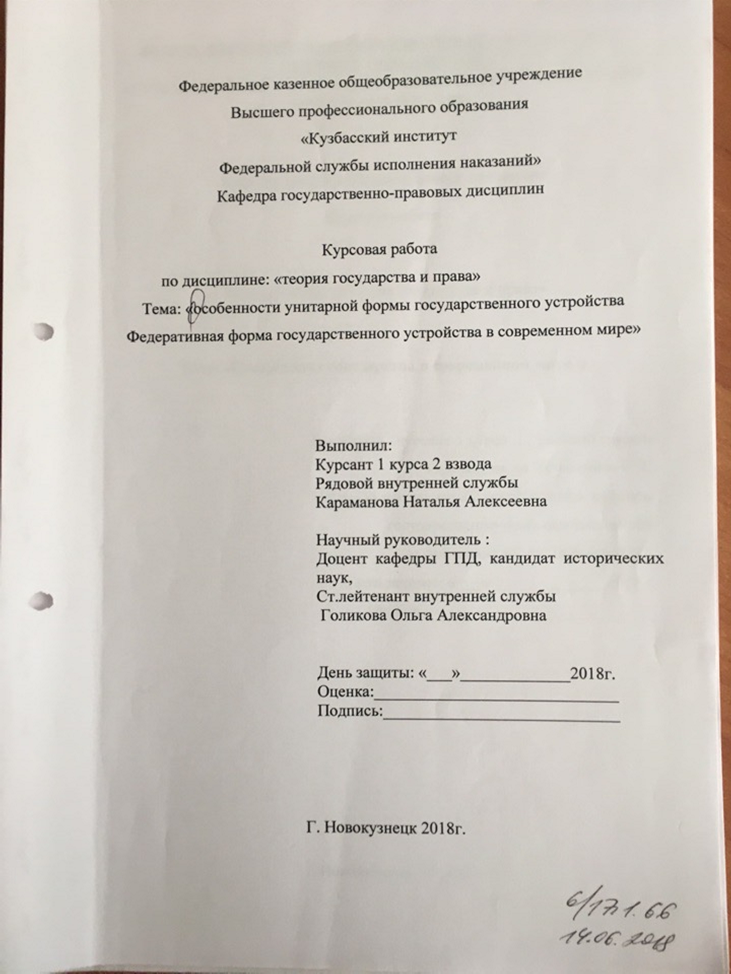 Федеральное казенное общеобразовательное учреждение
Высшего профессионального образования
«Кузбасский институт
Федеральной службы исполнения наказаний»
Кафедра государственно-правовых дисциплин
Курсовая работа
по дисциплине: «теория государства и права»
Тема: «особенности унитарной формы государственного устройства
Федеративная форма государственного устройства в современном мире»
Выполнил:
Курсант 1 курса 2 взвода
Рядовой внутренней службы
Караманова Наталья Алексеевна
Научный руководитель :
Доцент кафедры ГПД, кандидат исторических
наук,
Ст.лейтенант внутренней службы
Голикова Ольга Александровна
День защиты: «___»______________2018г.
Оценка:_______________________________
Подпись:______________________________
Г. Новокузнецк 2018г.
14.06.2018